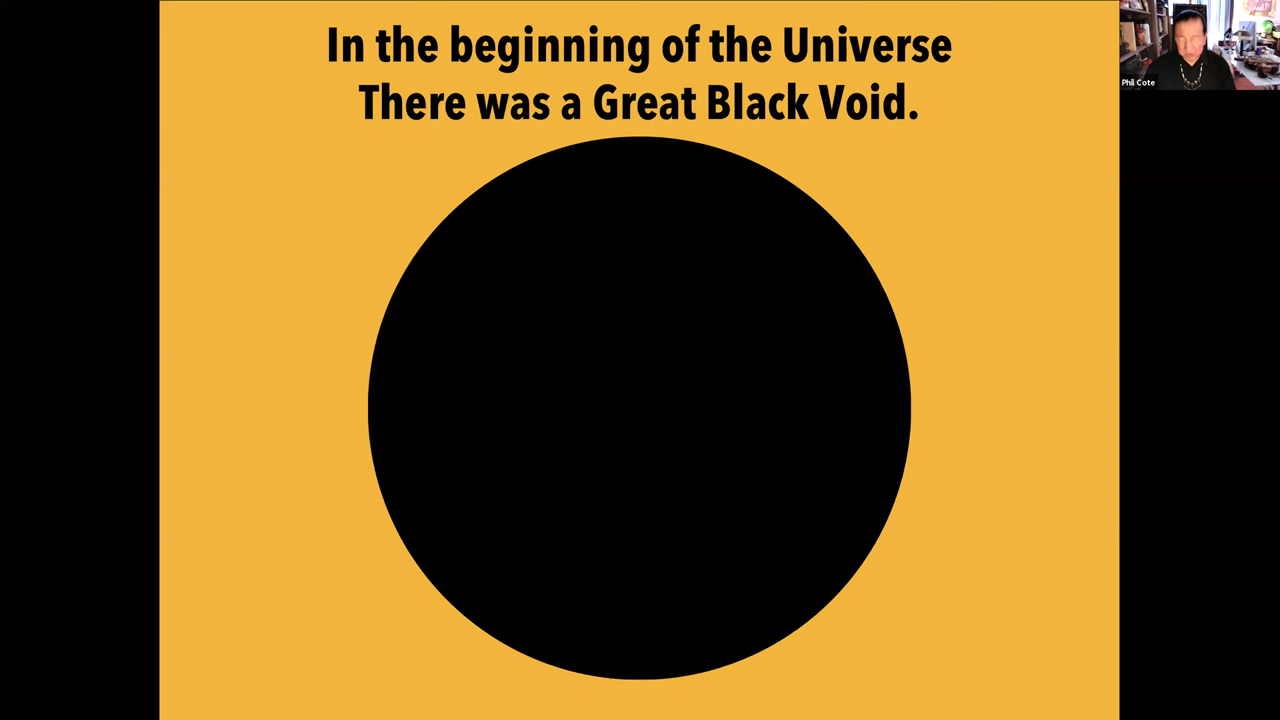 In the beginning of the Universe
There was a Great Black Void.
Phil Cote